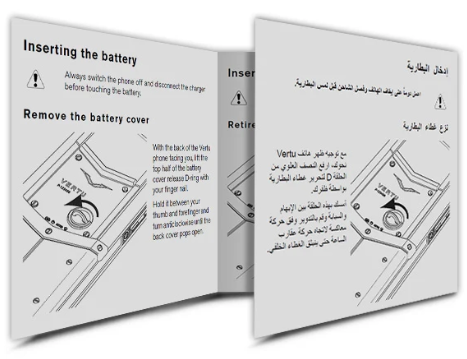 Inserting the battery
Always switch the phone off and disconnect the charger
before touching the battery.
Remove the battery cover
With the back of the Vertu
phone facing you, lift the
top half of the battery
cover release D-ring with
your finger nail.
Hold it between your
thumb and forefinger and
turn anticlockwise until the
back cover pops open.
VERTU
Inser
Retire
إدخال البطارية
اعمل دوماً على إيقاف الهاتف وفصل الشاحن قبل لمس البطارية.
نزع غطاء البطارية
مع توجيه ظهر هاتف Vertu
نحوك، ارفع النصف العلوي من
الحلقة D لتحرير غطاء البطارية
بواسطة ظفرك.
أمسك بهذه الحلقة بين الإبهام
والسبابة وقم بالتدوير وفق حركة
معاكسة لاتجاه حركة عقارب
الساعة حتى ينبثق الغطاء الخلفي.
VERTU